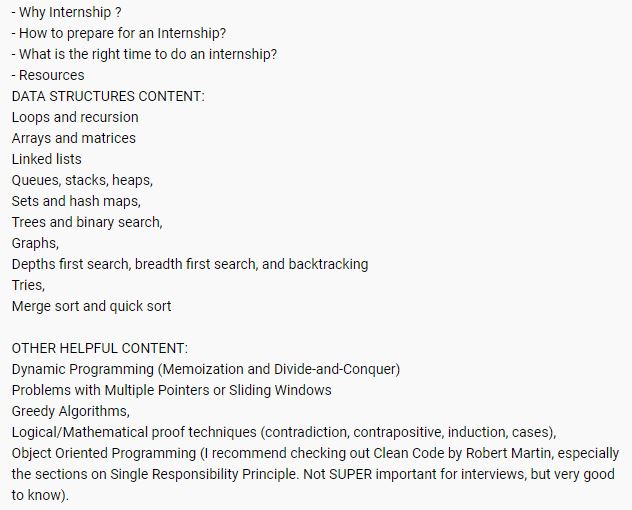 - Why Internship ?
- How to prepare for an Internship?
- What is the right time to do an internship?
- Resources
DATA STRUCTURES CONTENT:
Loops and recursion
Arrays and matrices
Linked lists
Queues, stacks, heaps,
Sets and hash maps,
Trees and binary search,
Graphs,
Depths first search, breadth first search, and backtracking
Tries,
Merge sort and quick sort
OTHER HELPFUL CONTENT:
Dynamic Programming (Memoization and Divide-and-Conquer)
Problems with Multiple Pointers or Sliding Windows
Greedy Algorithms,
Logical/Mathematical proof techniques (contradiction, contrapositive, induction, cases),
Object Oriented Programming (I recommend checking out Clean Code by Robert Martin, especially
the sections on Single Responsibility Principle. Not SUPER important for interviews, but very good
to know).